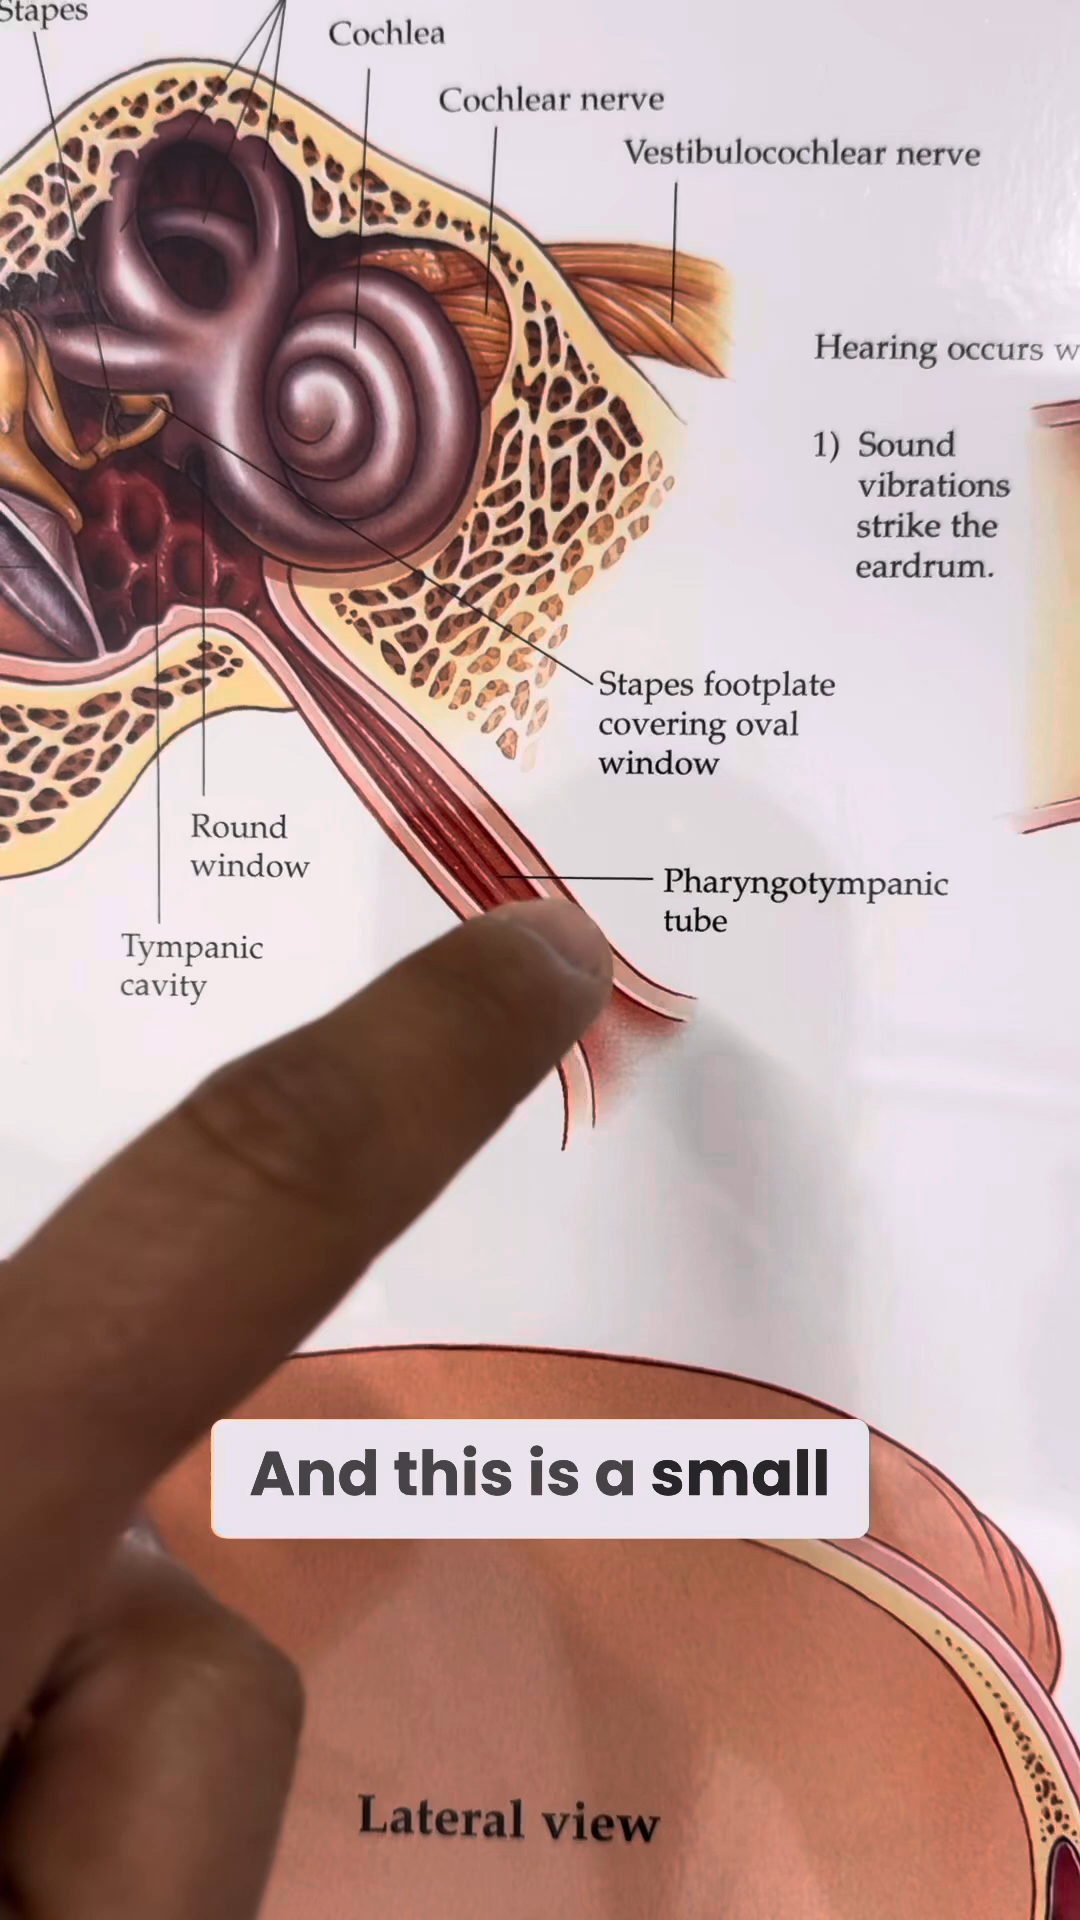 Stapes
Cochlea
Cochlear nerve
Vestibulocochlear nerve
Hearing occurs
1) Sound
vibrations
strike the
eardrum.
Stapes footplate
covering oval
window
Round
window
Pharyngotympanic
tube
Tympanic
cavity
And this is a small
Lateral view